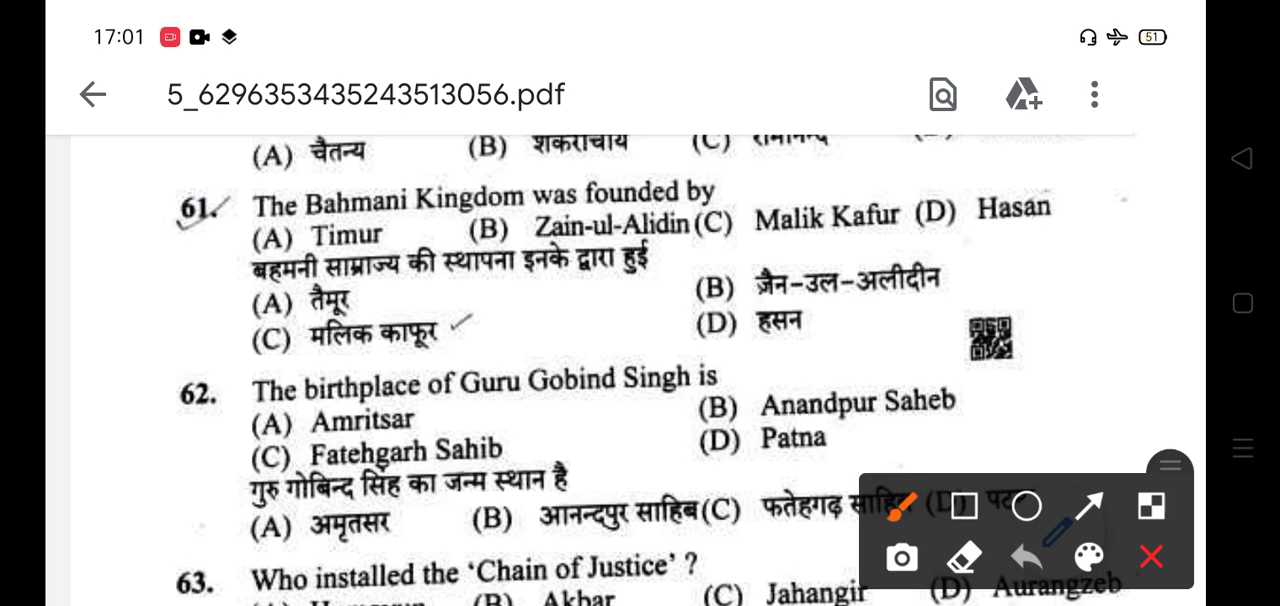 17:01
51
5_6296353435243513056.pdf
(A) चैतन्य (B) शंकराचार्य (C) रामानन्द
61. The Bahmani Kingdom was founded by
(A) Timur (B) Zain-ul-Alidin (C) Malik Kafur (D) Hasan
बहमनी साम्राज्य की स्थापना इनके द्वारा हुई
(A) तैमूर (B) ज़ैन-उल-अलीदीन
(C) मलिक काफूर (D) हसन
62. The birthplace of Guru Gobind Singh is
(A) Amritsar (B) Anandpur Saheb
(C) Fatehgarh Sahib (D) Patna
गुरु गोबिन्द सिंह का जन्म स्थान है
(A) अमृतसर (B) आनन्दपुर साहिब (C) फतेहगढ़ साहिब (D)
63. Who installed the ‘Chain of Justice’ ?
(B) Akbar (C) Jahangir (D) Aurangzeb